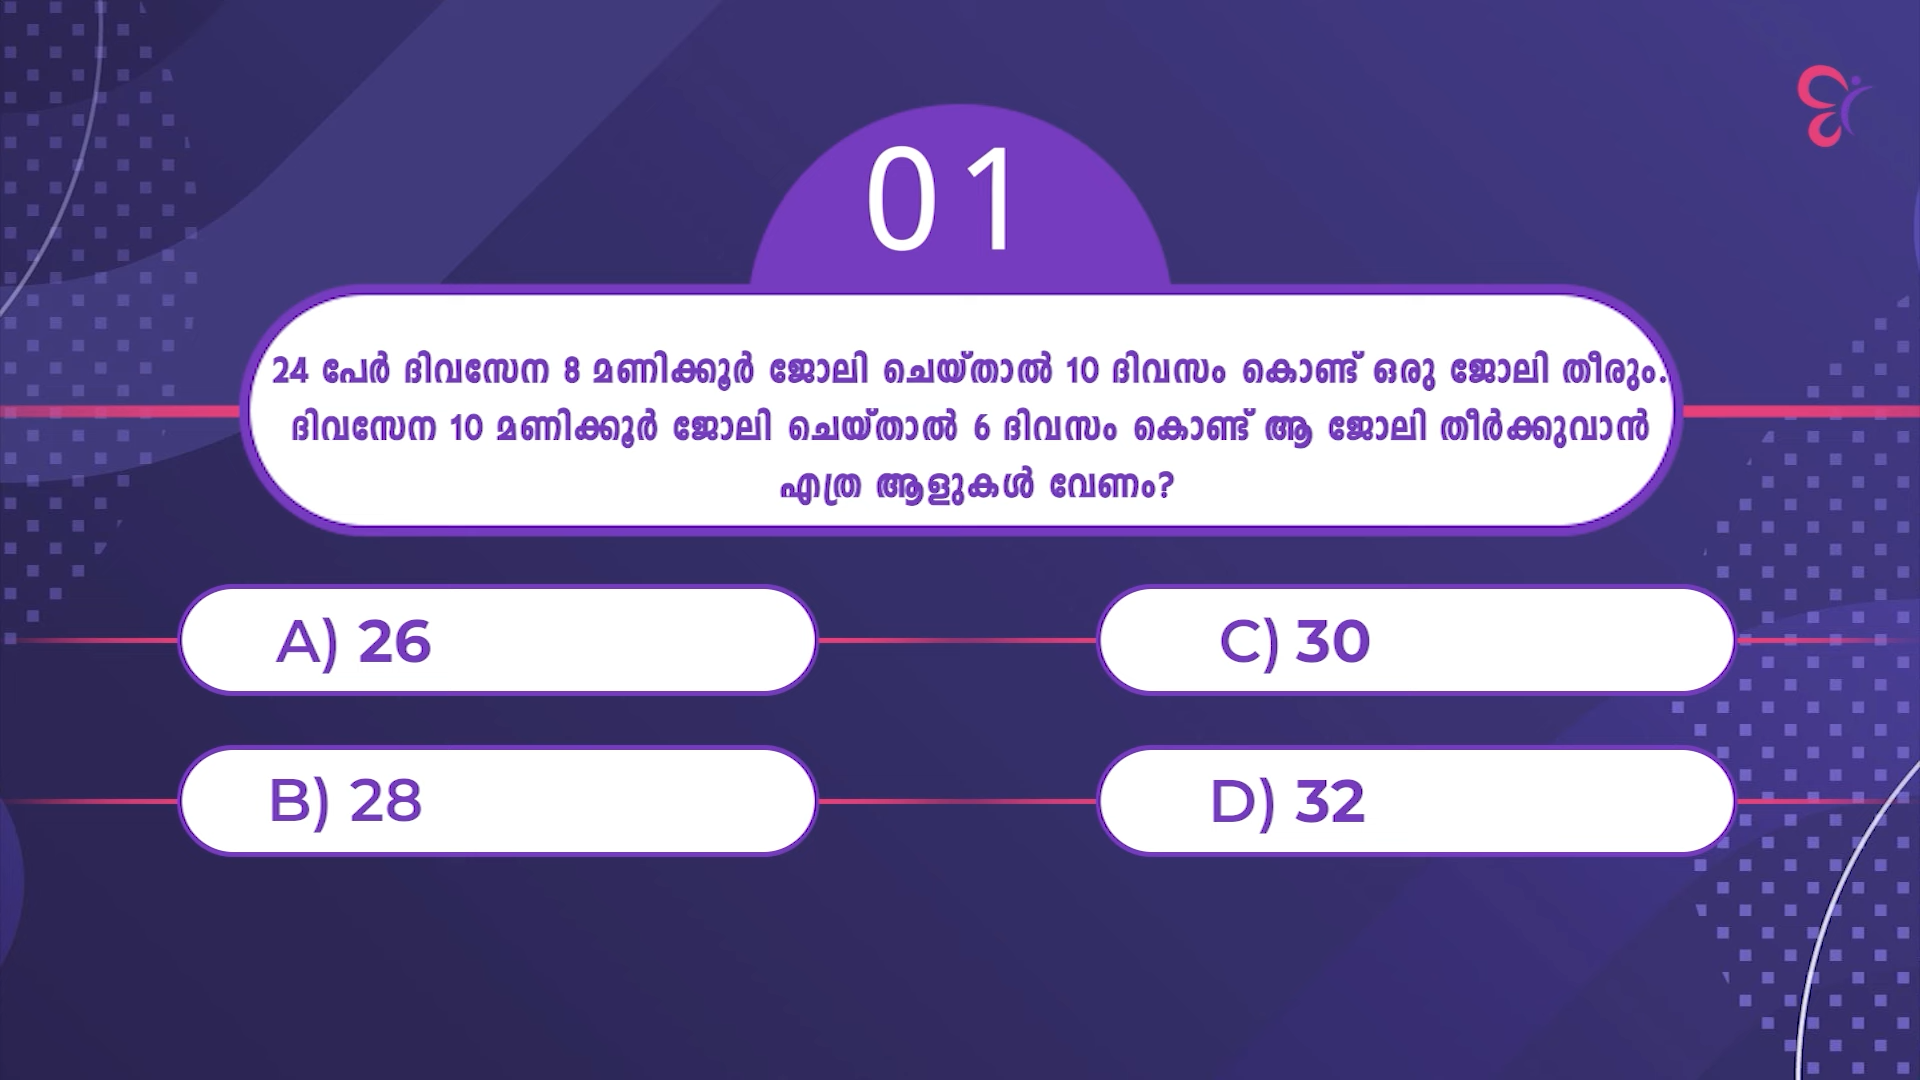 01
24 പേർ ദിവസേന 8 മണിക്കൂർ ജോലി ചെയ്താൽ 10 ദിവസം കൊണ്ട് ഒരു ജോലി തീരും.
ദിവസേന 10 മണിക്കൂർ ജോലി ചെയ്താൽ 6 ദിവസം കൊണ്ട് ആ ജോലി തീർക്കുവാൻ
എത്ര ആളുകൾ വേണം?
A) 26
C) 30
B) 28
D) 32